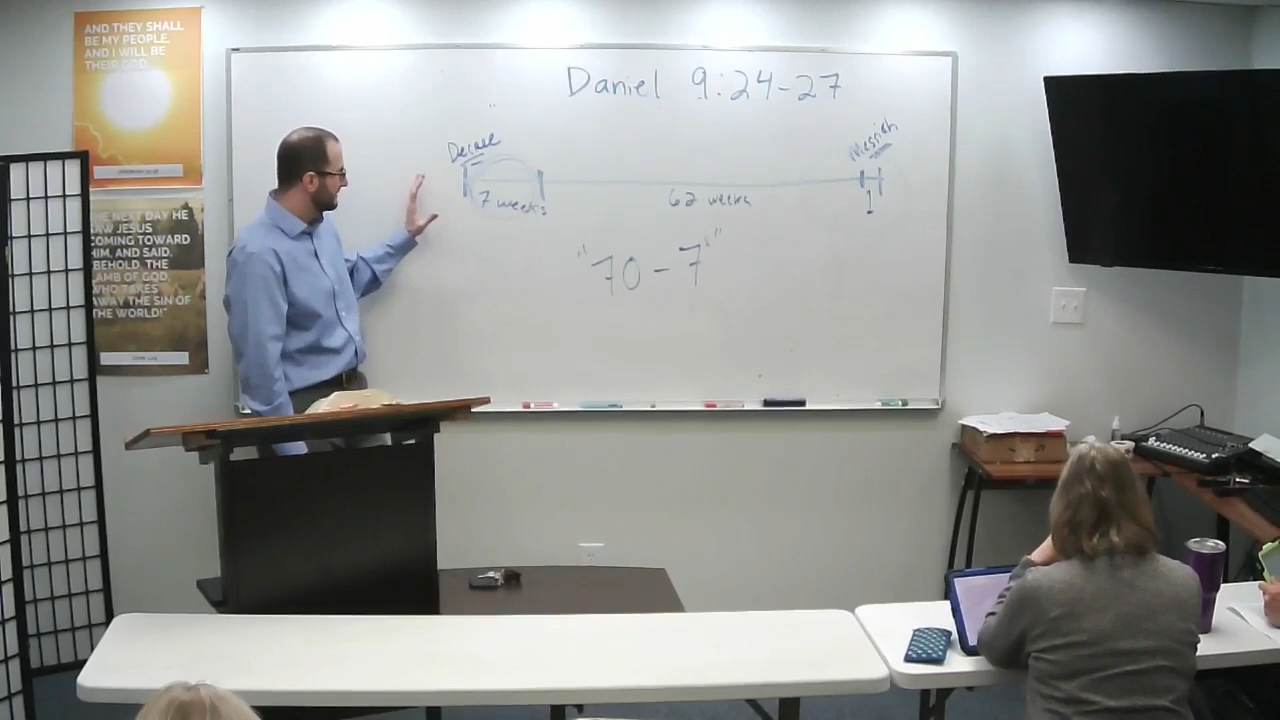 AND THEY SHALL
BE MY PEOPLE,
AND I WILL BE
THEIR GOD.
THE NEXT DAY HE
SAW JESUS
COMING TOWARD
HIM, AND SAID,
"BEHOLD, THE
LAMB OF GOD,
WHO TAKES
AWAY THE SIN OF
THE WORLD!"
Daniel 9:24-27
Decree
Messiah
7 weeks
62 weeks
1
"70-7's"